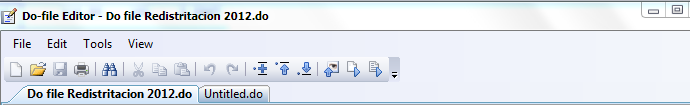 Do-file Editor - Do file Redistritacion 2012.do
File Edit Tools View
Do file Redistritacion 2012.do Untitled.do